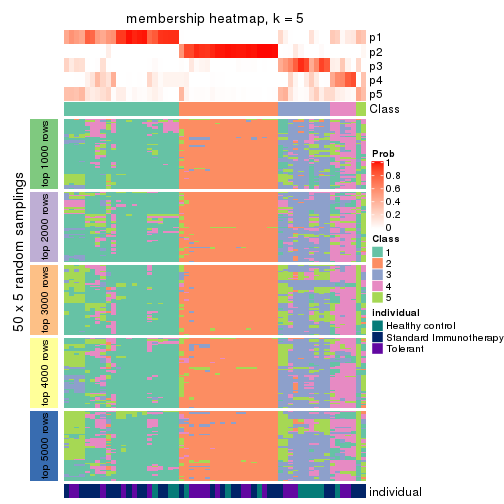 membership heatmap, k = 5
p1
p2
p3
p4
p5
Class
50 x 5 random samplings
top 1000 rows
top 2000 rows
top 3000 rows
top 4000 rows
top 5000 rows
individual
Prob
1
0.8
0.6
0.4
0.2
0
Class
1
2
3
4
5
individual
Healthy control
Standard Immunotherapy
Tolerant